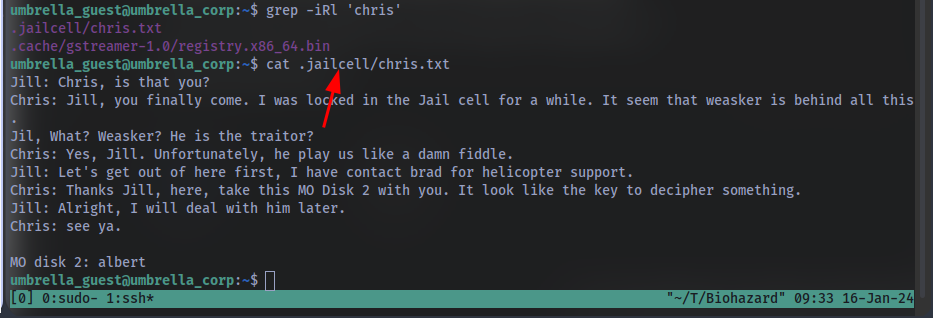 umbrella_guest@umbrella_corp:~$ grep -iRl 'chris'
.jailcell/chris.txt
.cache/gstreamer-1.0/registry.x86_64.bin
umbrella_guest@umbrella_corp:~$ cat .jailcell/chris.txt
Jill: Chris, is that you?
Chris: Jill, you finally come. I was locked in the Jail cell for a while. It seem that weasker is behind all this
.
Jil, What? Weasker? He is the traitor?
Chris: Yes, Jill. Unfortunately, he play us like a damn fiddle.
Jill: Let's get out of here first, I have contact brad for helicopter support.
Chris: Thanks Jill, here, take this MO Disk 2 with you. It look like the key to decipher something.
Jill: Alright, I will deal with him later.
Chris: see ya.
MO disk 2: albert
umbrella_guest@umbrella_corp:~$
[0] 0:sudo- 1:ssh* "~/T/Biohazard" 09:33 16-Jan-24